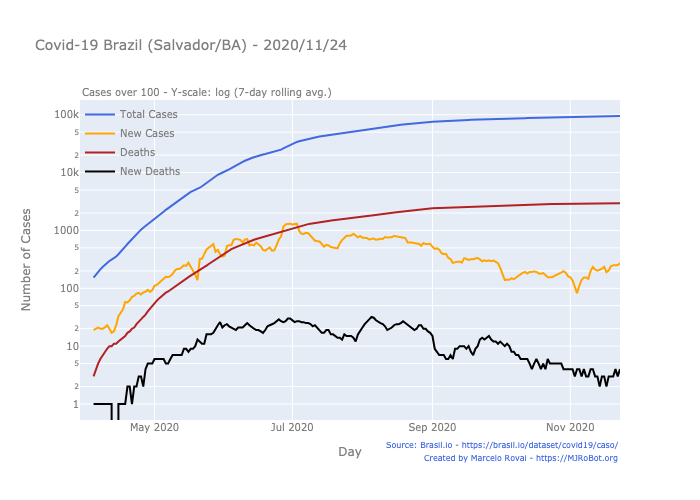 Covid-19 Brazil (Salvador/BA) - 2020/11/24
Cases over 100 - Y-scale: log (7-day rolling avg.)
Total Cases
New Cases
Deaths
New Deaths
Number of Cases
100k
5
2
10k
5
2
1000
5
2
100
5
2
10
5
2
1
May 2020
Jul 2020
Sep 2020
Nov 2020
Day
Source: Brasil.io - https://brasil.io/dataset/covid19/caso/
Created by Marcelo Rovai - https://MJRoBot.org